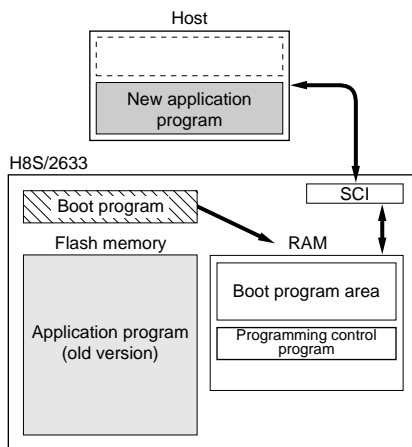 Host
New application
program
H8S/2633
SCI
Boot program
Flash memory
RAM
Application program
(old version)
Boot program area
Programming control
program